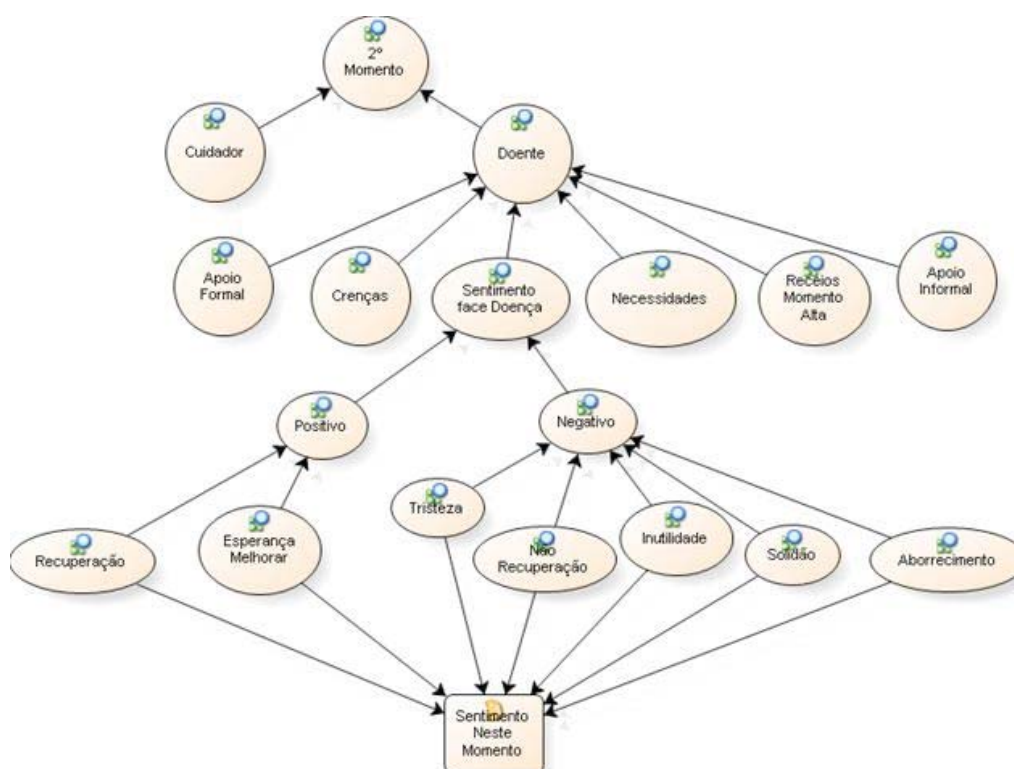 2º
Momento
Cuidador
Doente
Apoio
Formal
Crenças
Sentimento
face Doença
Necessidades
Recéios
Momento
Alta
Apoio
Informal
Positivo
Negativo
Recuperação
Esperança
Melhorar
Tristeza
Não
Recuperação
Inutilidade
Solidão
Aborrecimento
Sentimento
Neste
Momento